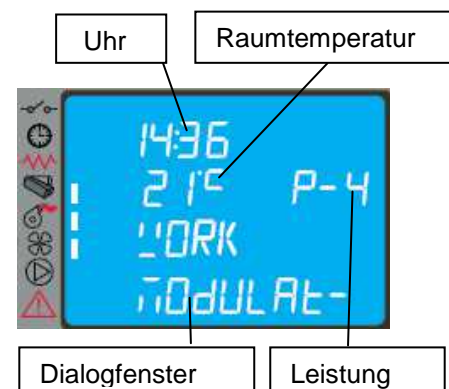 Uhr
Raumtemperatur
14:36
21°C P-4
WORK
MODULAT-
Dialogfenster
Leistung